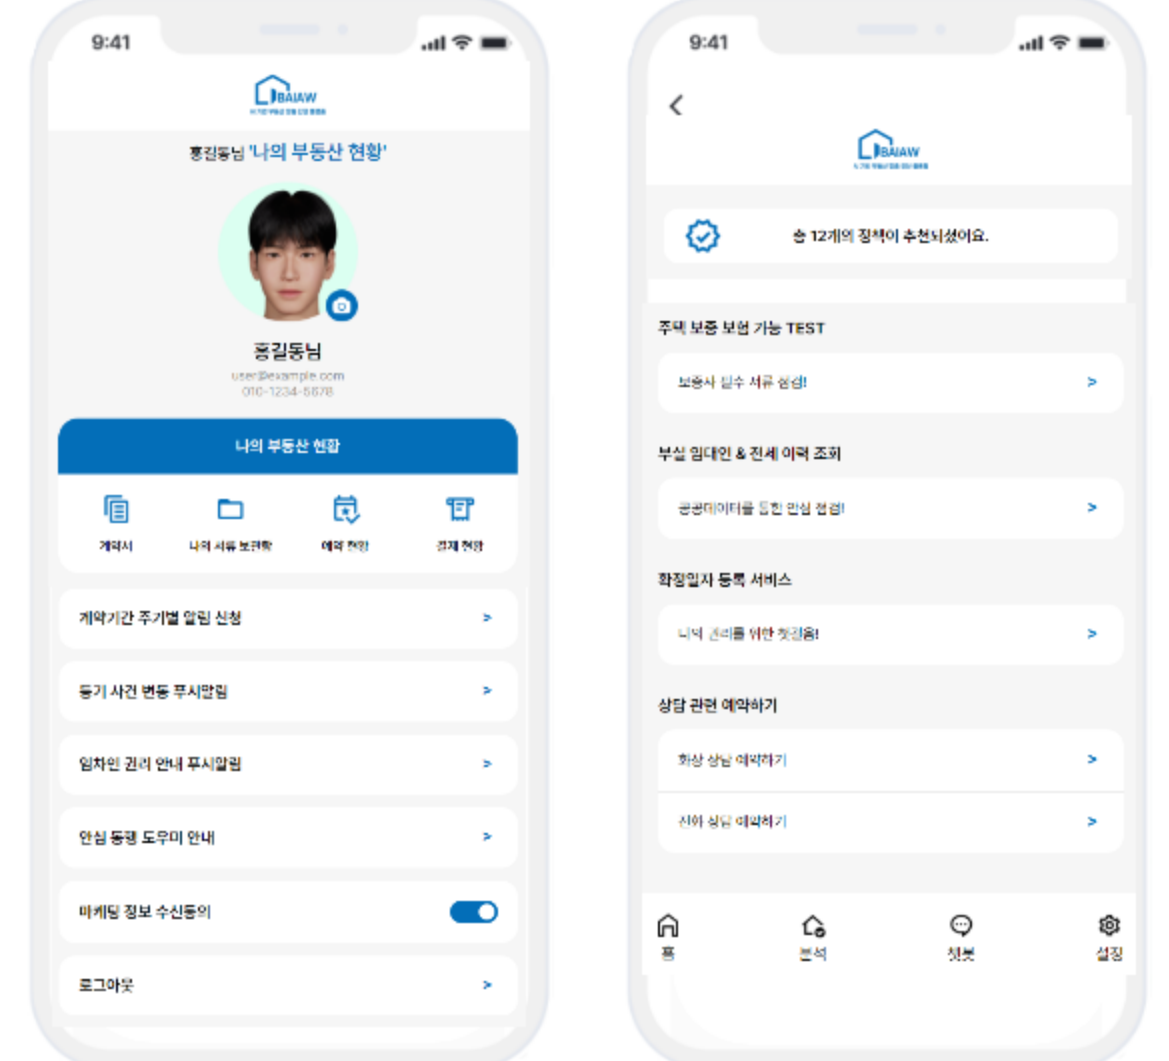 9:41
BAIAW
홍길동님 '나의 부동산 현황'
홍길동님
user@example.com
010-1234-5678
나의 부동산 현황
계약서
나의 서류 보관함
예약 현황
결제 현황
계약기간 주기별 알림 신청
등기 사건 변동 푸시알림
임차인 권리 안내 푸시알림
안심 동행 도우미 안내
마케팅 정보 수신동의
로그아웃
9:41
BAIAW
총 12개의 정책이 추천되셨어요.
주택 보증 보험 가능 TEST
보증사 필수 서류 점검!
부실 임대인 & 전세 이력 조회
공공데이터를 통한 안심 점검!
확정일자 등록 서비스
나의 권리를 위한 첫걸음!
상담 관련 예약하기
화상 상담 예약하기
전화 상담 예약하기
홈
분석
챗봇
설정